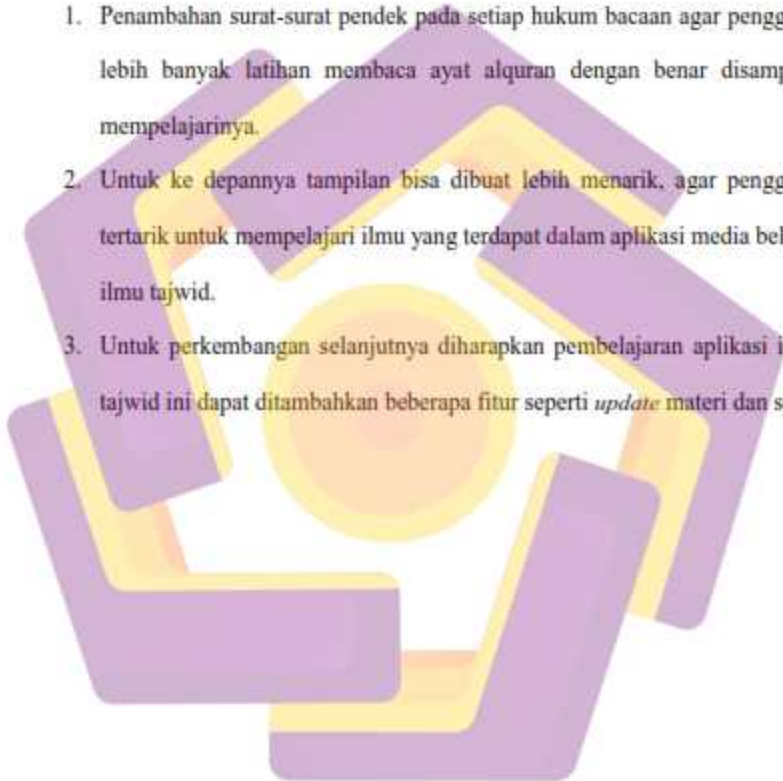 1. Penambahan surat-surat pendek pada setiap hukum bacaan agar pengg
lebih banyak latihan membaca ayat alquran dengan benar disamp
mempelajarinya.
2. Untuk ke depannya tampilan bisa dibuat lebih menarik, agar pengg
tertarik untuk mempelajari ilmu yang terdapat dalam aplikasi media bel
ilmu tajwid.
3. Untuk perkembangan selanjutnya diharapkan pembelajaran aplikasi i
tajwid ini dapat ditambahkan beberapa fitur seperti update materi dan s